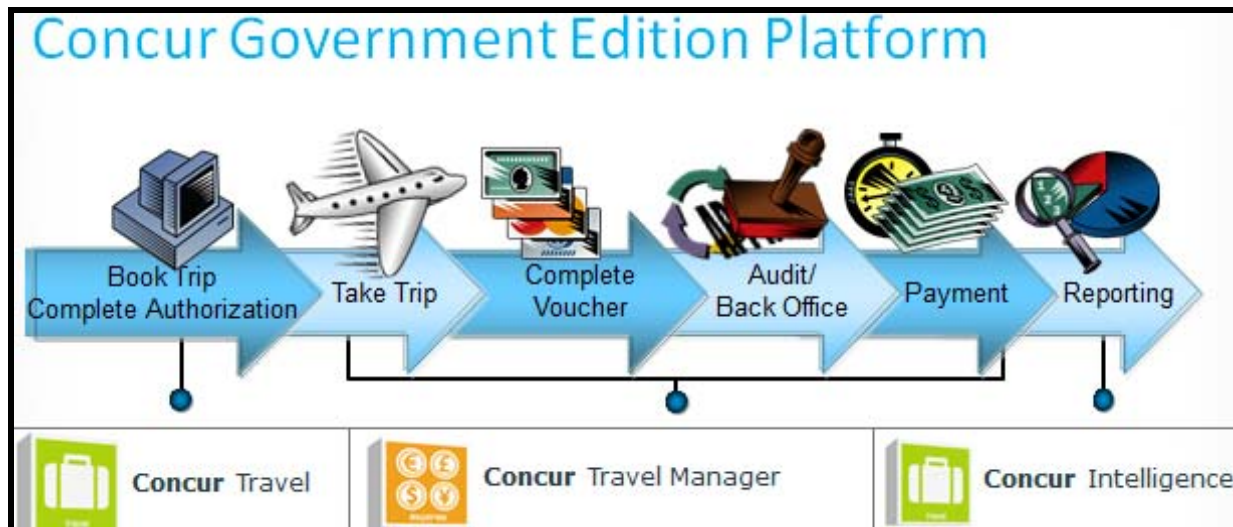 Concur Government Edition Platform
Book Trip
Complete Authorization
Take Trip
Complete
Voucher
Audit/
Back Office
Payment
Reporting
Concur Travel
Concur Travel Manager
Concur Intelligence